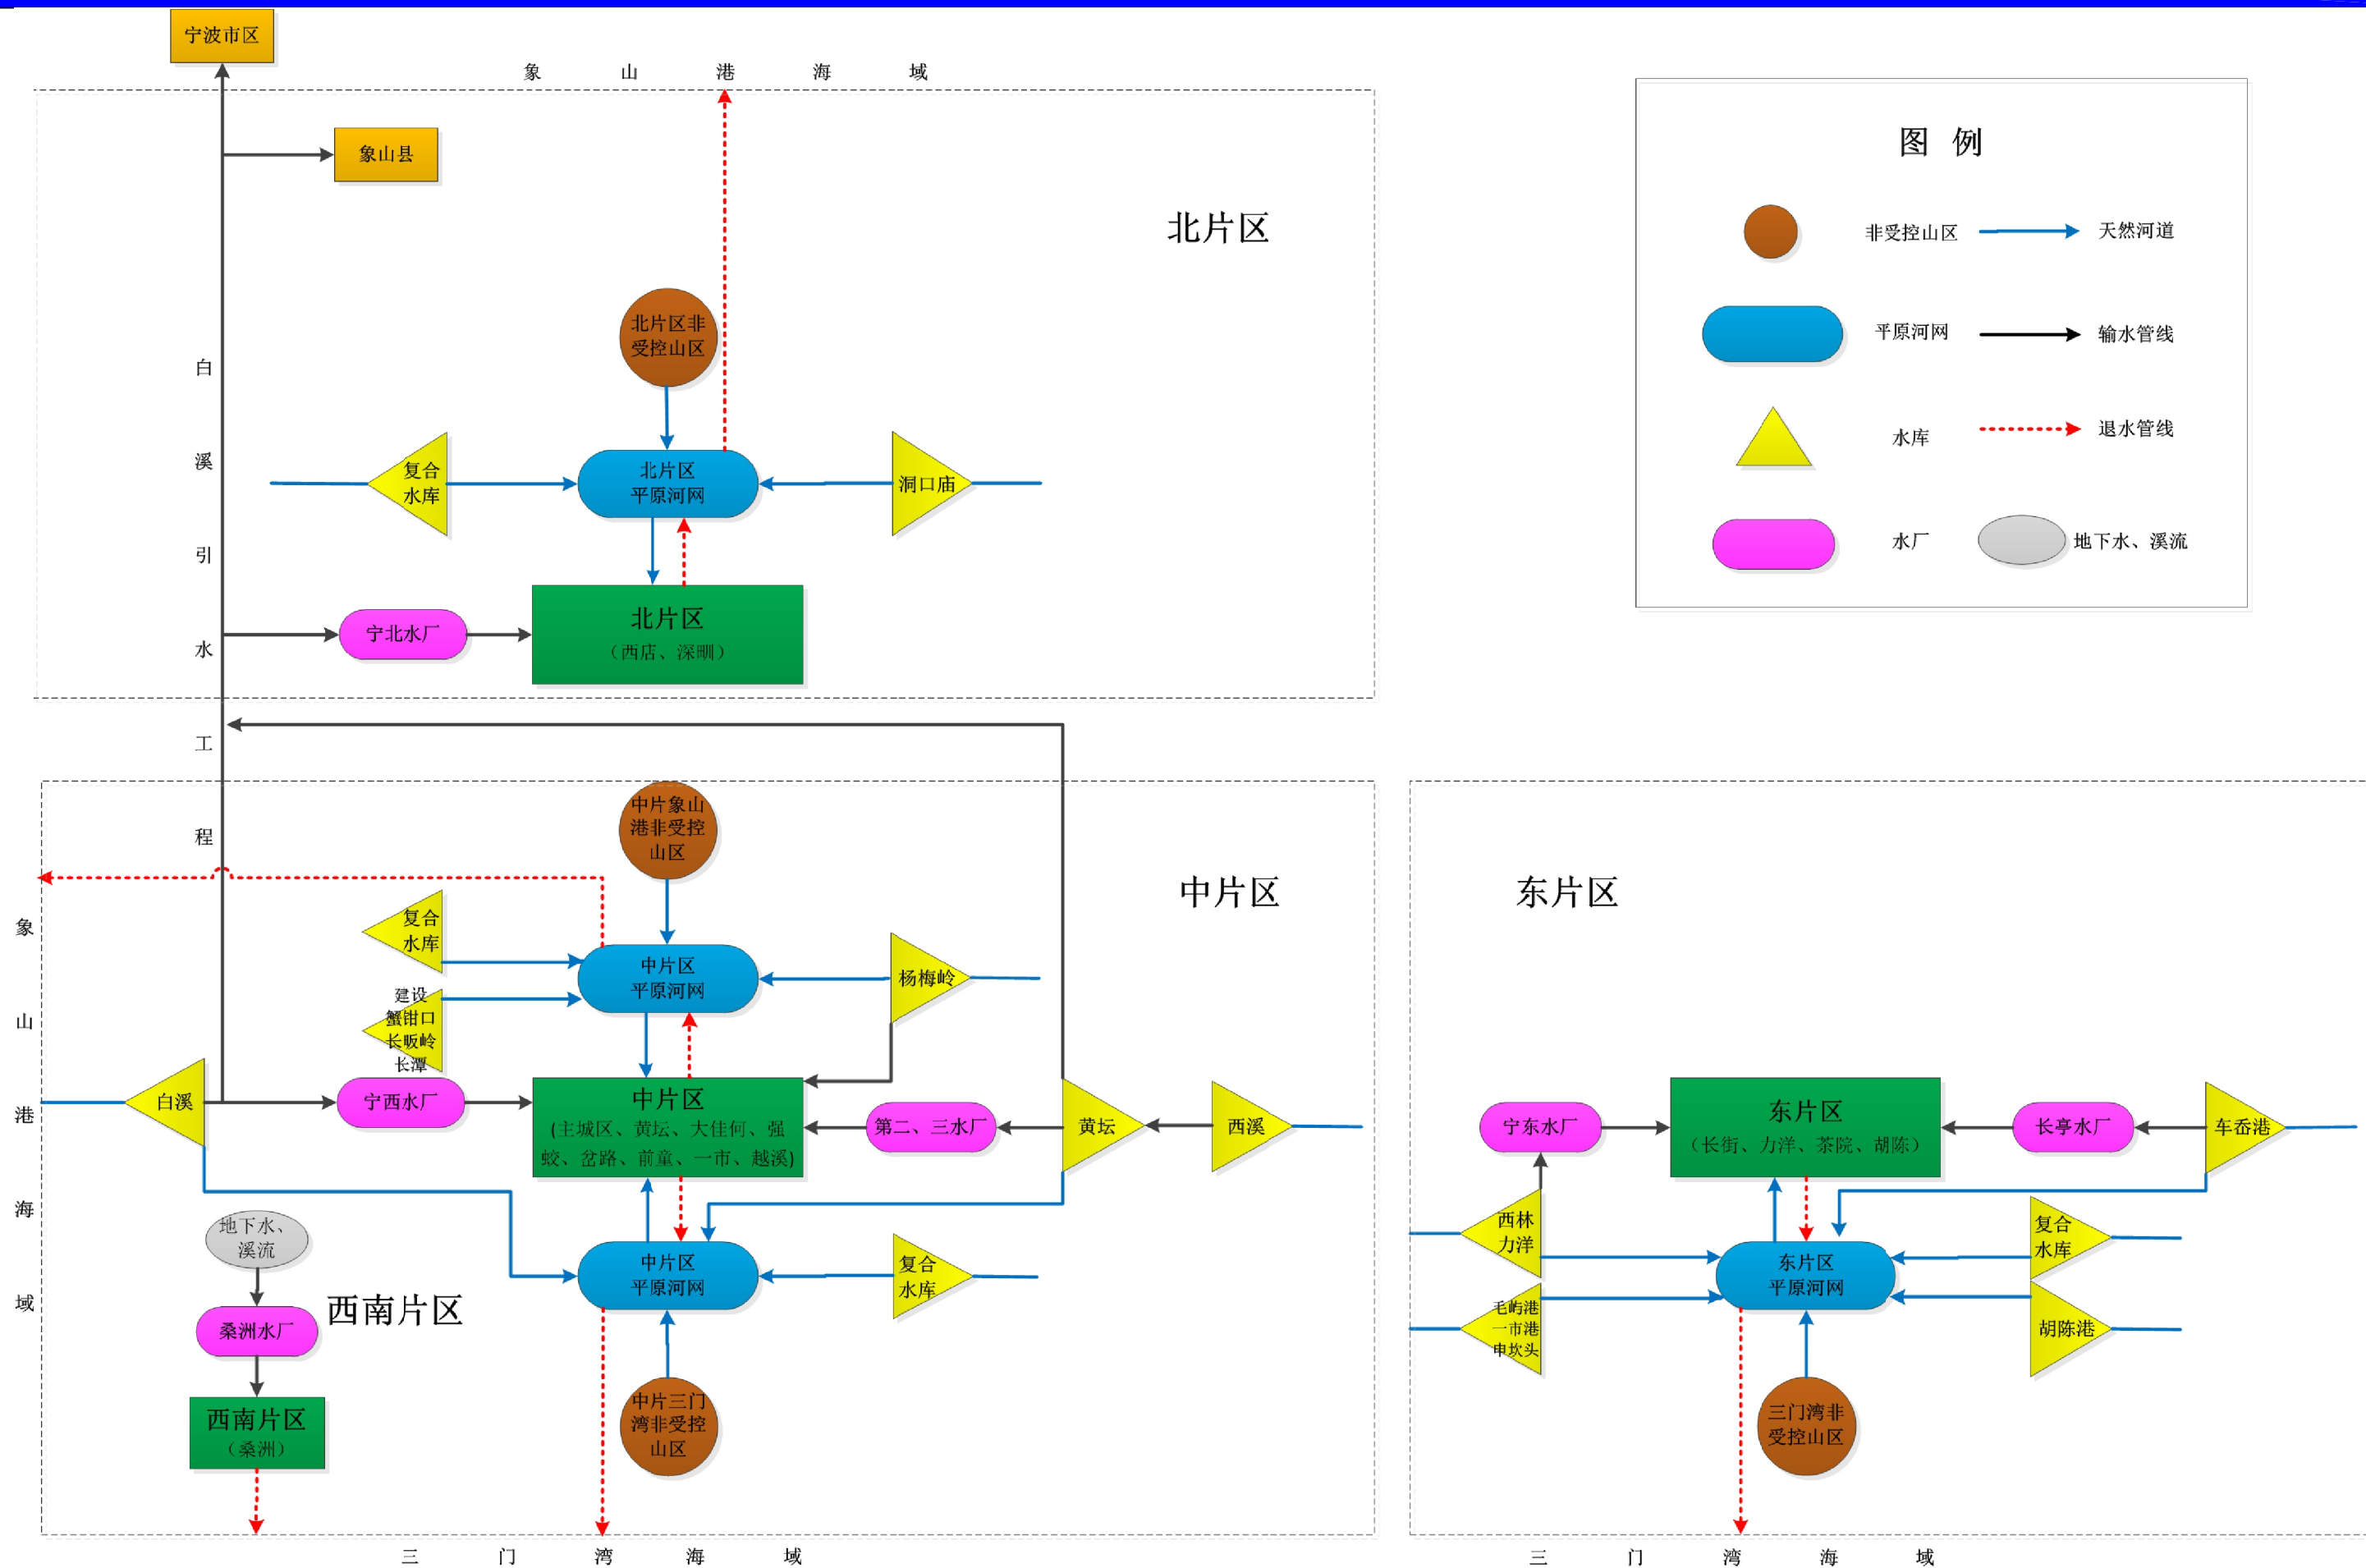 宁波市区
象山港海域
象山县
北片区
北片区非
受控山区
复合
水库
北片区
平原河网
洞口庙
宁北水厂
北片区
（西店、深甽）
白溪引水工程
图 例
非受控山区
天然河道
平原河网
输水管线
水库
退水管线
水厂
地下水、溪流
中片象山
港非受控
山区
中片区
复合
水库
中片区
平原河网
杨梅岭
建设
蟹钳口
长畈岭
长潭
象山港海域
白溪
宁西水厂
中片区
(主城区、黄坛、大佳何、强
蛟、岔路、前童、一市、越溪)
第二、三水厂
黄坛
西溪
地下水、
溪流
中片区
平原河网
复合
水库
桑洲水厂
西南片区
西南片区
（桑洲）
中片三门
湾非受控
山区
三门湾海域
东片区
宁东水厂
东片区
（长街、力洋、茶院、胡陈）
长亭水厂
车岙港
西林
力洋
复合
水库
东片区
平原河网
毛屿港
一市港
申坎头
胡陈港
三门湾非
受控山区
三门湾海域